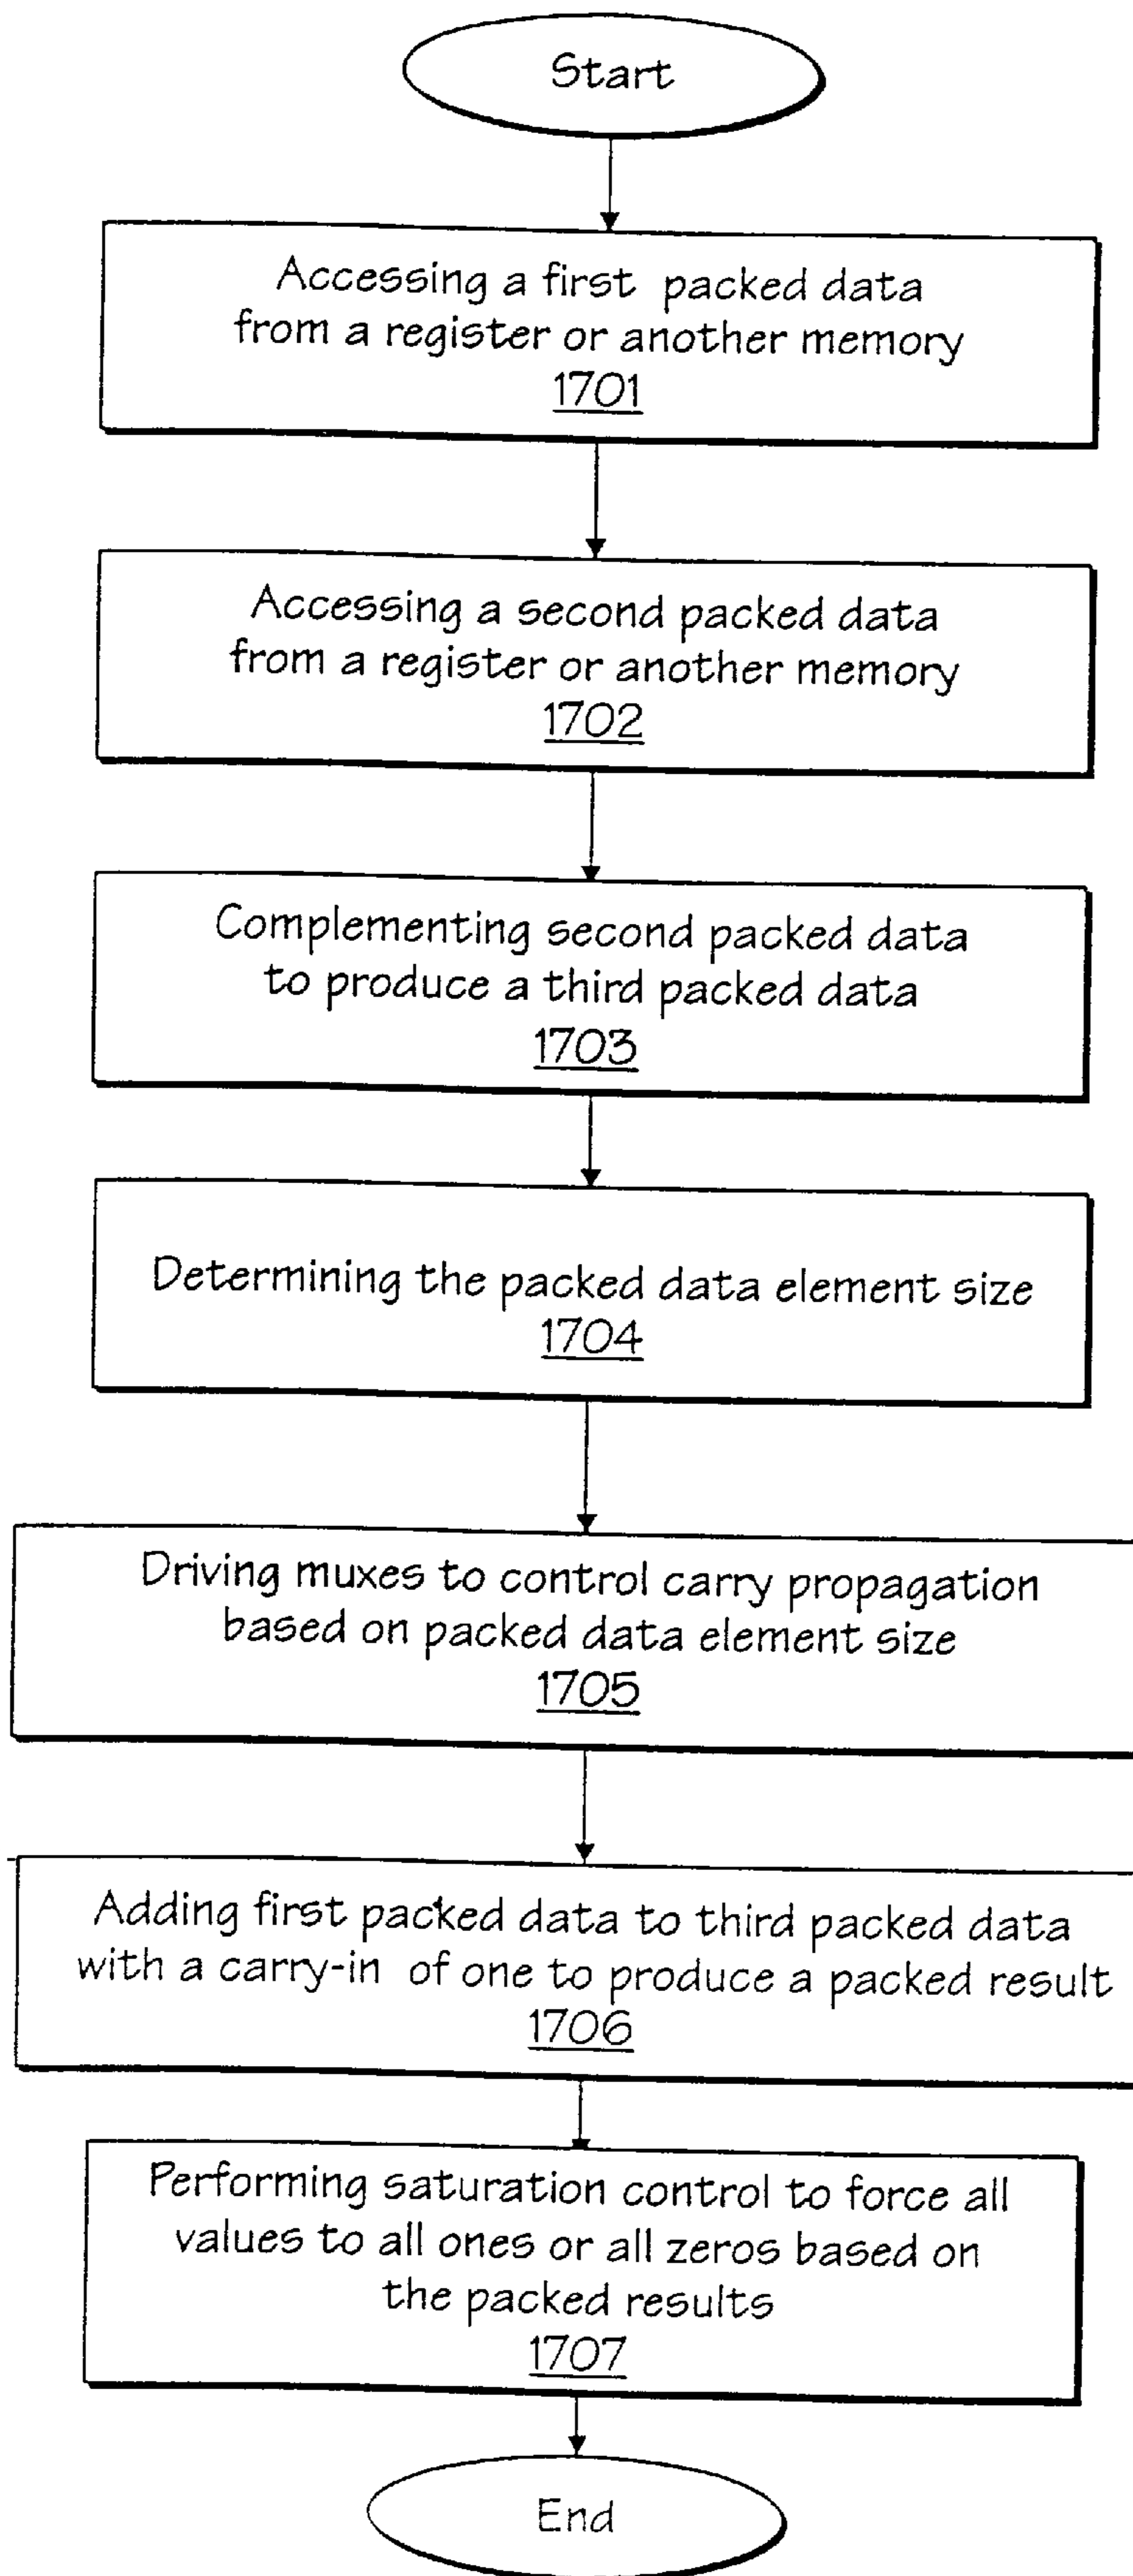 Start
Accessing a first packed data
from a register or another memory
1701
Accessing a second packed data
from a register or another memory
1702
Complementing second packed data
to produce a third packed data
1703
Determining the packed data element size
1704
Driving muxes to control carry propagation
based on packed data element size
1705
Adding first packed data to third packed data
with a carry-in of one to produce a packed result
1706
Performing saturation control to force all
values to all ones or all zeros based on
the packed results
1707
End